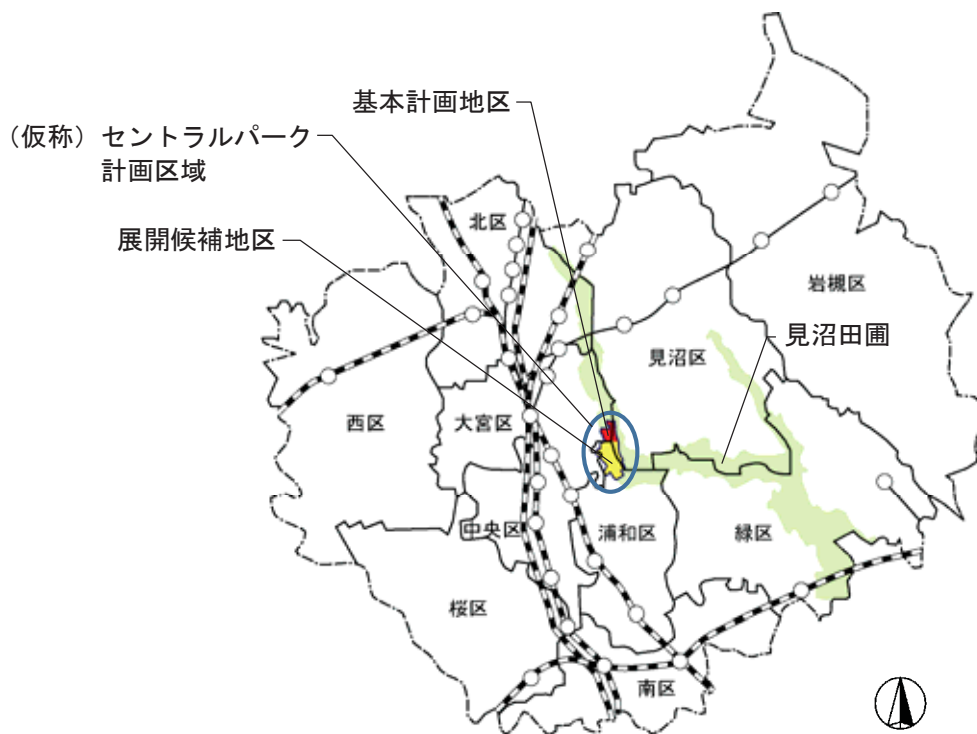 基本計画地区
(仮称)セントラルパーク
計画区域
展開候補地区
北区
岩槻区
見沼田圃
見沼区
西区
大宮区
中央区
浦和区
緑区
桜区
南区